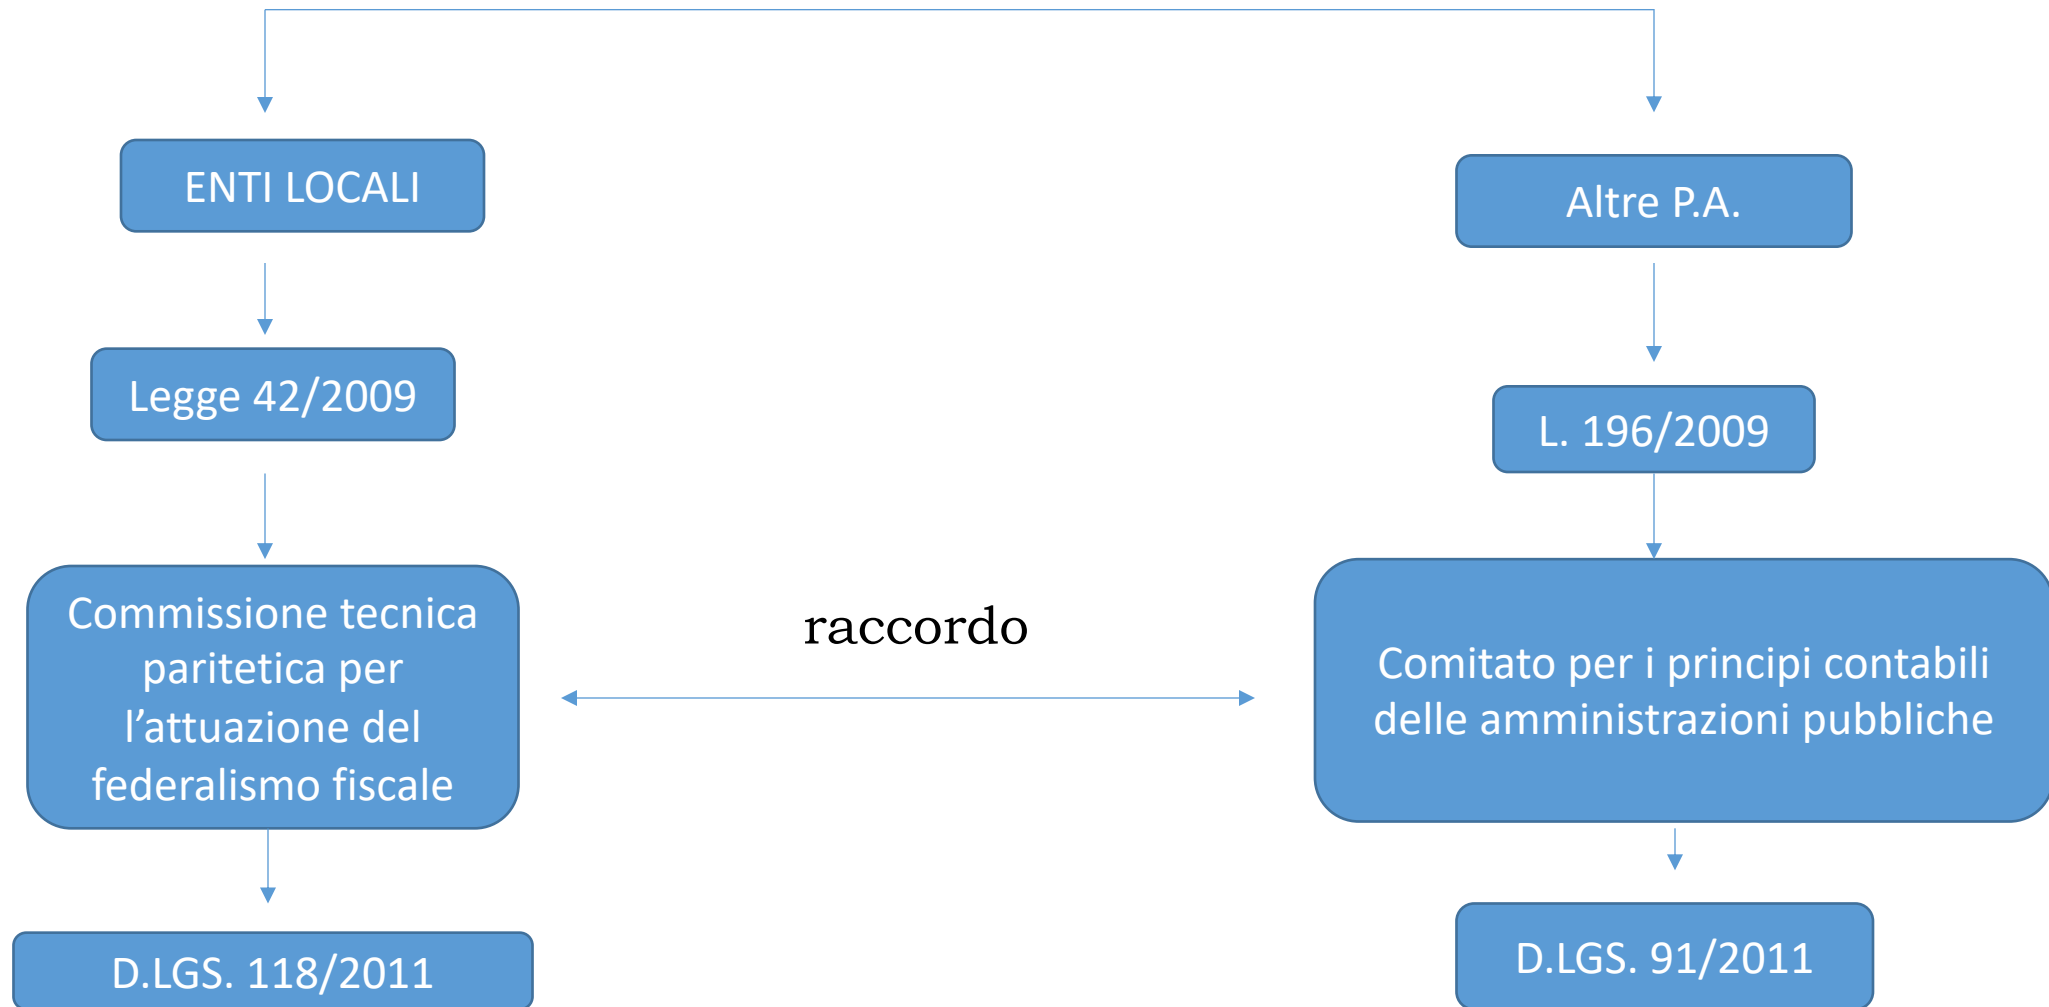 ENTI LOCALI
Altre P.A.
Legge 42/2009
L. 196/2009
Commissione tecnica
paritetica per
l’attuazione del
federalismo fiscale
raccordo
Comitato per i principi contabili
delle amministrazioni pubbliche
D.LGS. 118/2011
D.LGS. 91/2011